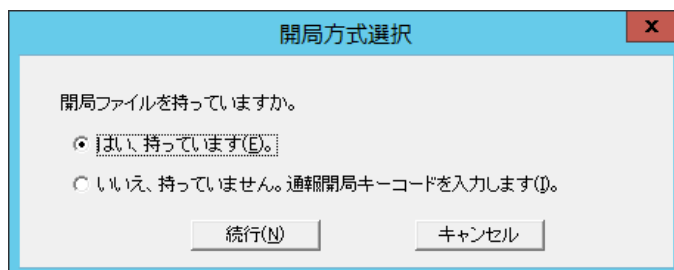 開局方式選択
x
開局ファイルを持っていますか。
はい、持っています(E)。
いいえ、持っていません。通報開局キーコードを入力します(I)。
続行(N)
キャンセル